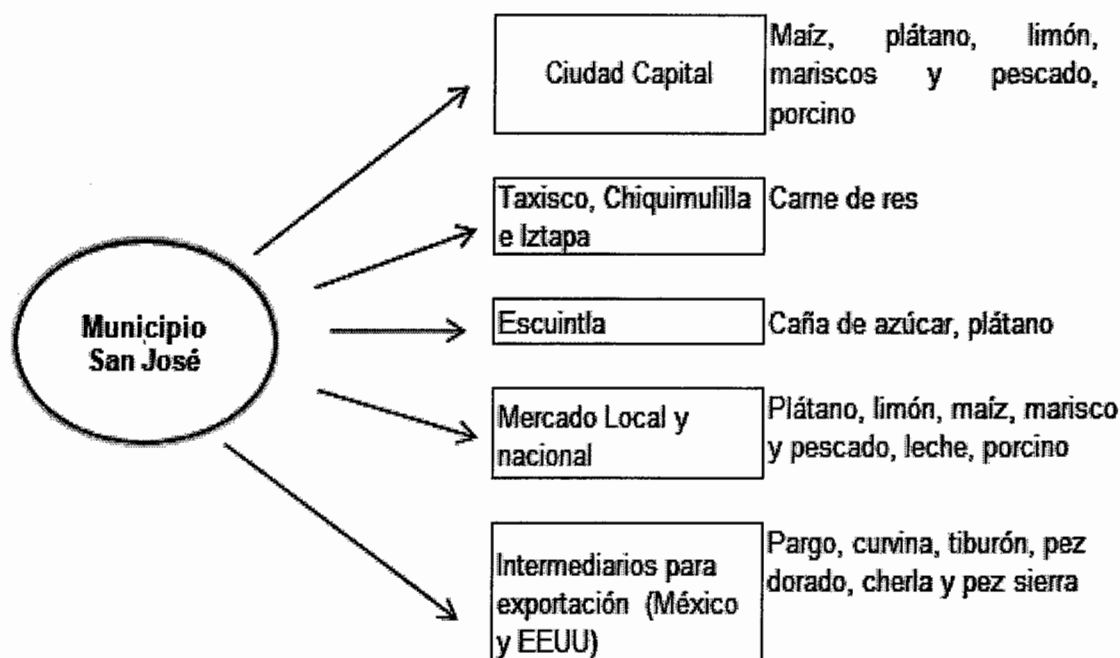 Ciudad Capital
Maíz, plátano, limón,
mariscos y pescado,
porcino
Taxisco, Chiquimulilla
e Iztapa
Carne de res
Municipio
San José
Escuintla
Caña de azúcar, plátano
Mercado Local y
nacional
Plátano, limón, maíz, marisco
y pescado, leche, porcino
Intermediarios para
exportación (México
y EEUU)
Pargo, curvina, tiburón, pez
dorado, cherla y pez sierra